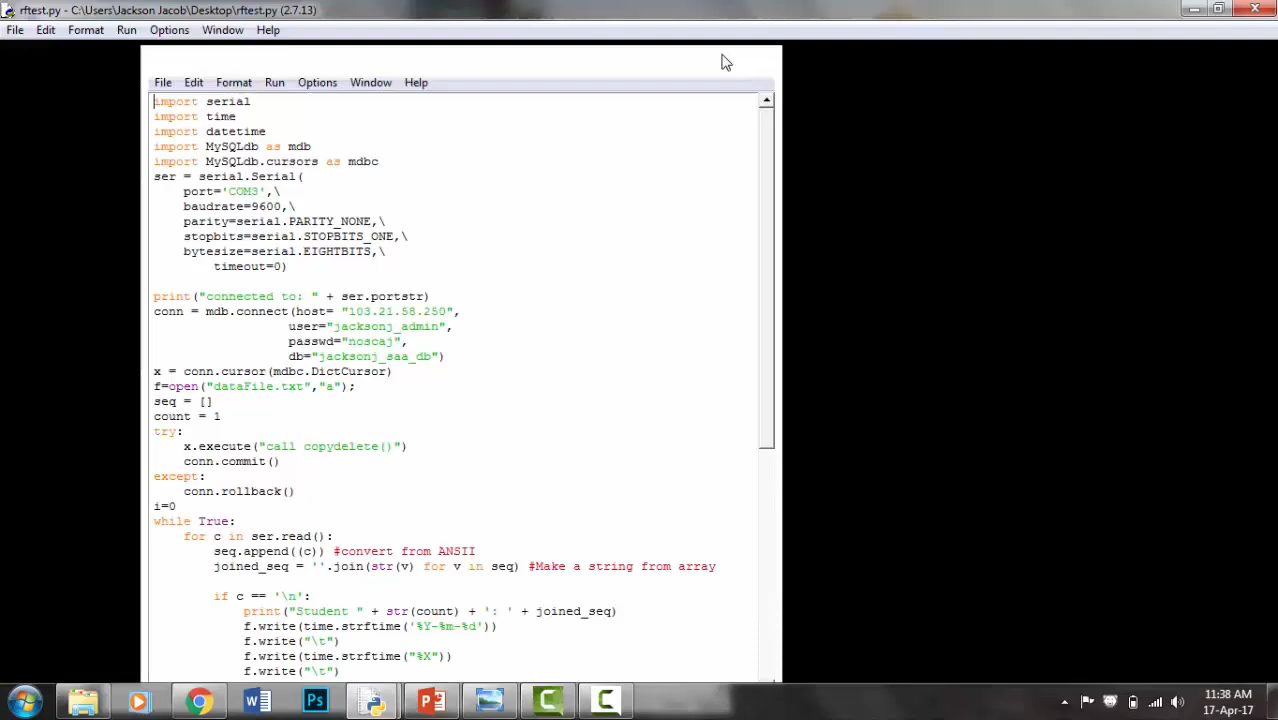 rftest.py - C:\Users\Jackson Jacob\Desktop\rftest.py (2.7.13)
File Edit Format Run Options Window Help
File Edit Format Run Options Window Help
import serial
import time
import datetime
import MySQLdb as mdb
import MySQLdb.cursors as mdbc
ser = serial.Serial(
    port='COM3',\
    baudrate=9600,\
    parity=serial.PARITY_NONE,\
    stopbits=serial.STOPBITS_ONE,\
    bytesize=serial.EIGHTBITS,\
        timeout=0)
print("connected to: " + ser.portstr)
conn = mdb.connect(host= "103.21.58.250",
                  user="jacksonj_admin",
                  passwd="noscaj",
                  db="jacksonj_saa_db")
x = conn.cursor(mdbc.DictCursor)
f=open("dataFile.txt","a");
seq = []
count = 1
try:
    x.execute("call copydelete()")
    conn.commit()
except:
    conn.rollback()
i=0
while True:
    for c in ser.read():
        seq.append((c)) #convert from ANSII
        joined_seq = ''.join(str(v) for v in seq) #Make a string from array
        if c == '\n':
            print("Student " + str(count) + ': ' + joined_seq)
            f.write(time.strftime('%Y-%m-%d'))
            f.write("\t")
            f.write(time.strftime("%X"))
            f.write("\t")
W
Ps
P
C
C
11:38 AM
17-Apr-17